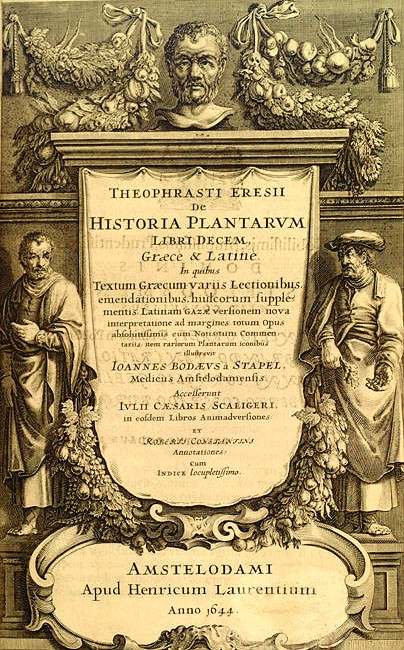 THEOPHRASTI ERESII
DE
HISTORIA PLANTARVM
LIBRI DECEM,
Græce & Latine.
In quibus
Textum Græcum variis Lectionibus,
emendationibus, hiulcorum supple-
mentis: Latinam GAZÆ versionem nova
interpretatione ad margines: totum Opus
absolutissimis cum Notis tum Commen-
tariis: item rariorum Plantarum iconibus
illustravit
IOANNES BODÆVS à STAPEL,
Medicus Amstelodamensis.
Accesserunt
IVLII CÆSARIS SCALIGERI,
in eosdem Libros Animadversiones:
ET
ROBERTI CONSTANTINI
Annotationes:
cum
INDICE locupletissimo.
AMSTELODAMI
Apud Henricum Laurentium
Anno 1644.